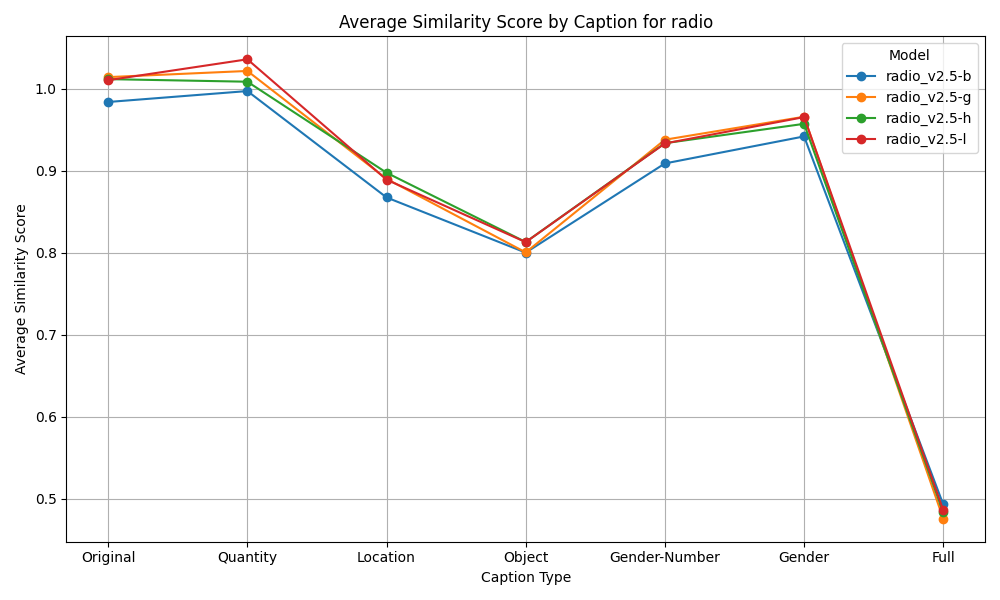 Average Similarity Score by Caption for radio
Model
radio_v2.5-b
radio_v2.5-g
radio_v2.5-h
radio_v2.5-l
Average Similarity Score
1.0
0.9
0.8
0.7
0.6
0.5
Original Quantity Location Object Gender-Number Gender Full
Caption Type